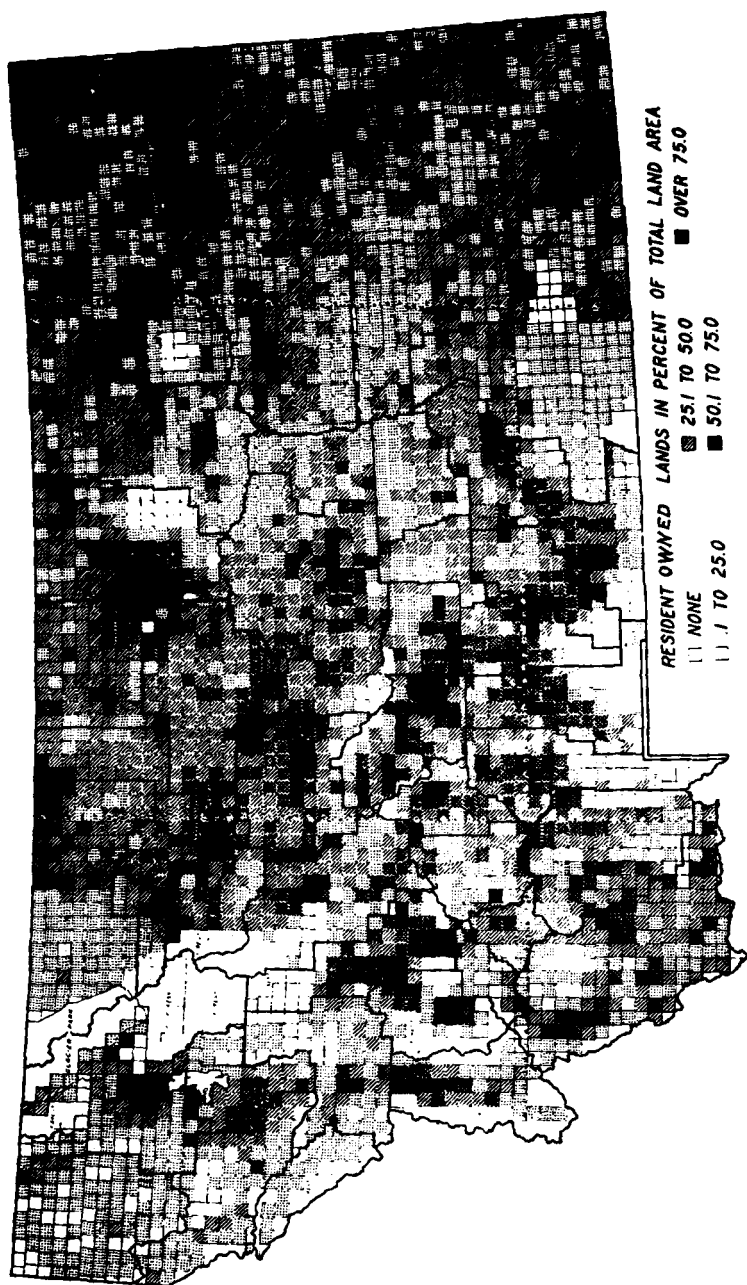 RESIDENT OWNED LANDS IN PERCENT OF TOTAL LAND AREA
NONE
.1 TO 25.0
25.1 TO 50.0
50.1 TO 75.0
OVER 75.0